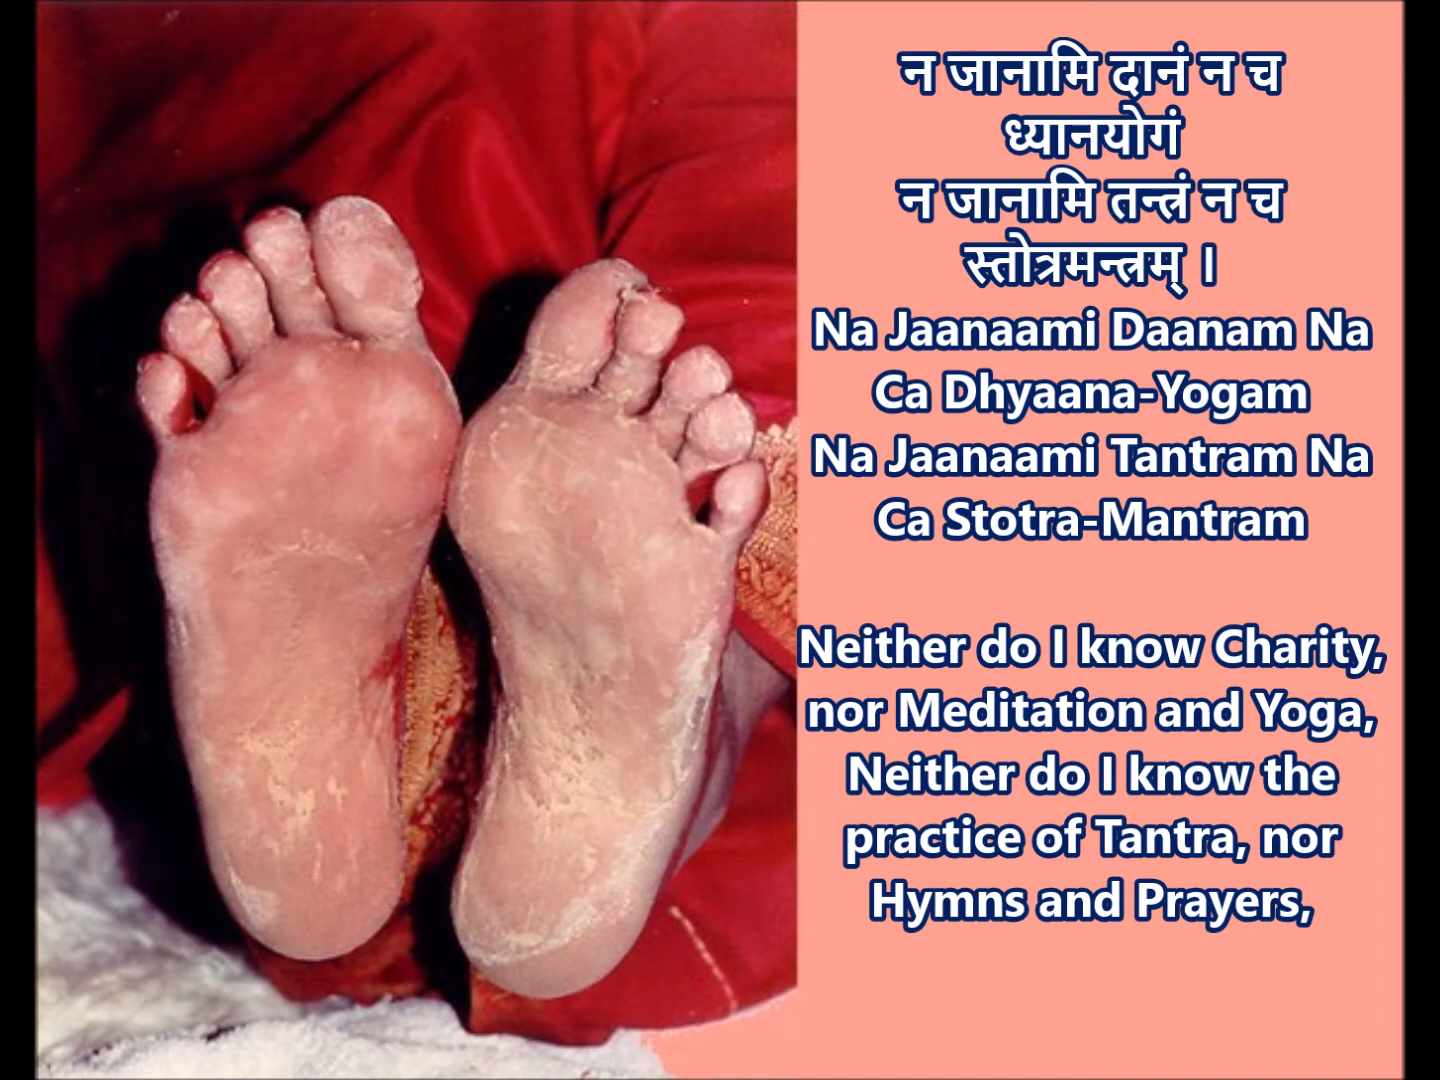 न जानामि दानं न च
ध्यानयोगं
न जानामि तन्त्रं न च
स्तोत्रमन्त्रम् ।
Na Jaanaami Daanam Na
Ca Dhyaana-Yogam
Na Jaanaami Tantram Na
Ca Stotra-Mantram
Neither do I know Charity,
nor Meditation and Yoga,
Neither do I know the
practice of Tantra, nor
Hymns and Prayers,